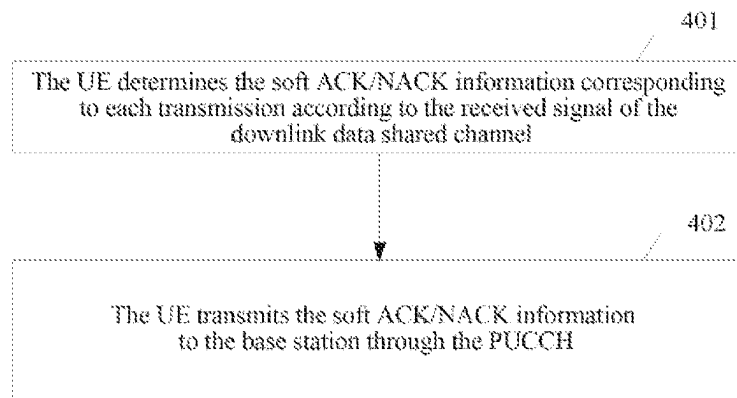 401
The UE determines the soft ACK/NACK information corresponding
to each transmission according to the received signal of the
downlink data shared channel
402
The UE transmits the soft ACK/NACK information
to the base station through the PUCCH